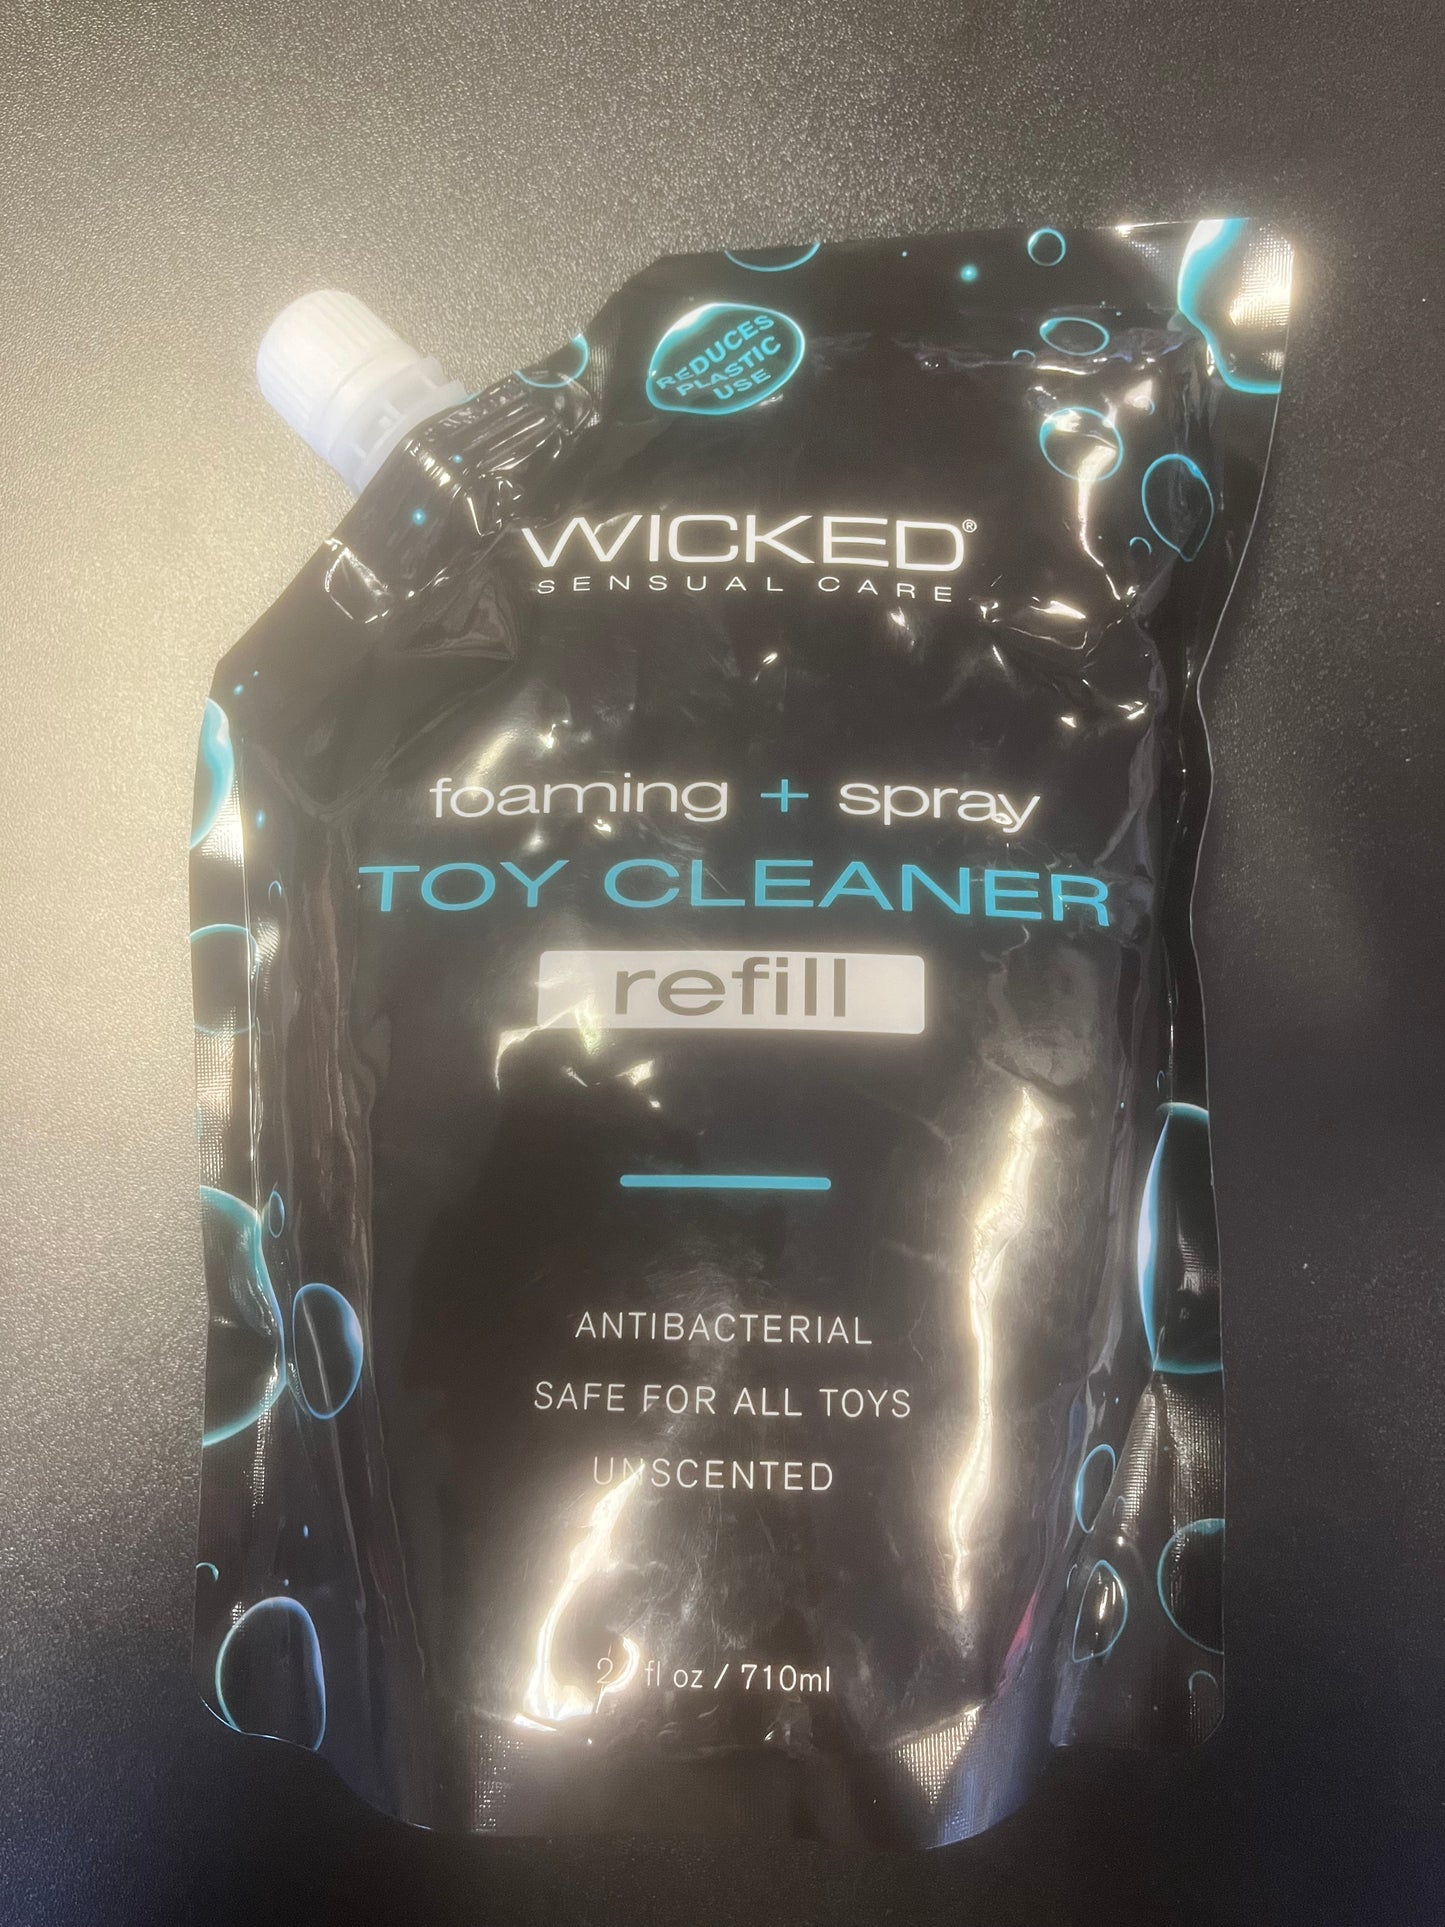 REDUCES
PLASTIC
USE
WICKED®
SENSUAL CARE
foaming + spray
TOY CLEANER
refill
ANTIBACTERIAL
SAFE FOR ALL TOYS
UNSCENTED
fl oz / 710ml